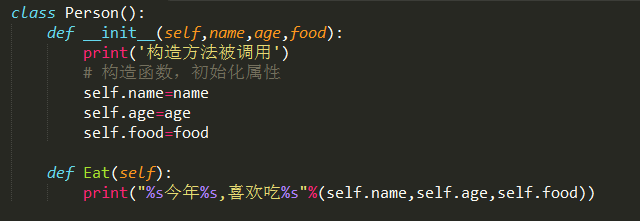 class Person():
    def __init__(self,name,age,food):
        print('构造方法被调用')
        # 构造函数，初始化属性
        self.name=name
        self.age=age
        self.food=food
    def Eat(self):
        print("%s今年%s,喜欢吃%s"%(self.name,self.age,self.food))